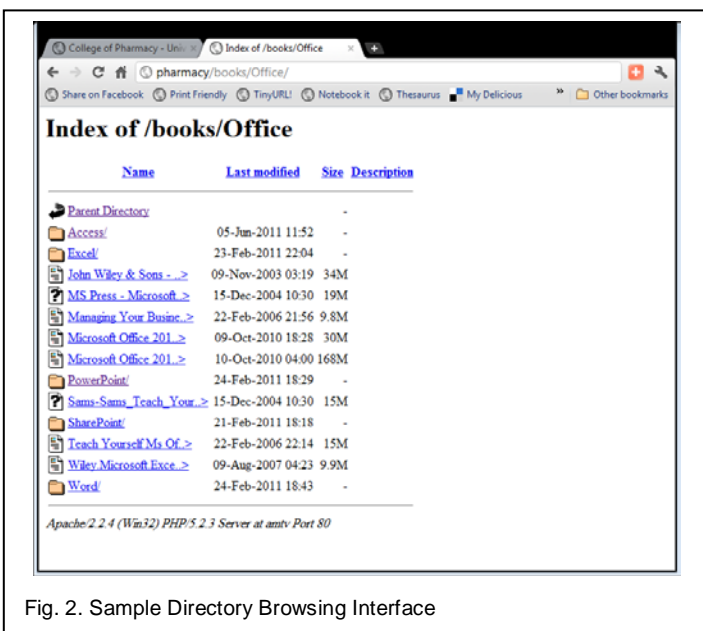 College of Pharmacy - Univ × Index of /books/Office × +
pharmacy/books/Office/
Share on Facebook Print Friendly TinyURL! Notebook it Thesaurus My Delicious » Other bookmarks
Index of /books/Office
Name Last modified Size Description
Parent Directory -
Access/ 05-Jun-2011 11:52 -
Excel/ 23-Feb-2011 22:04 -
John Wiley & Sons - ..> 09-Nov-2003 03:19 34M
MS Press - Microsoft..> 15-Dec-2004 10:30 19M
Managing Your Busine..> 22-Feb-2006 21:56 9.8M
Microsoft Office 201..> 09-Oct-2010 18:28 30M
Microsoft Office 201..> 10-Oct-2010 04:00 168M
PowerPoint/ 24-Feb-2011 18:29 -
Sams-Sams_Teach_Your..> 15-Dec-2004 10:30 15M
SharePoint/ 21-Feb-2011 18:18 -
Teach Yourself Ms Of..> 22-Feb-2006 22:14 15M
Wiley.Microsoft.Exce..> 09-Aug-2007 04:23 9.9M
Word/ 24-Feb-2011 18:43 -
Apache/2.2.4 (Win32) PHP/5.2.3 Server at amtv Port 80
Fig. 2. Sample Directory Browsing Interface